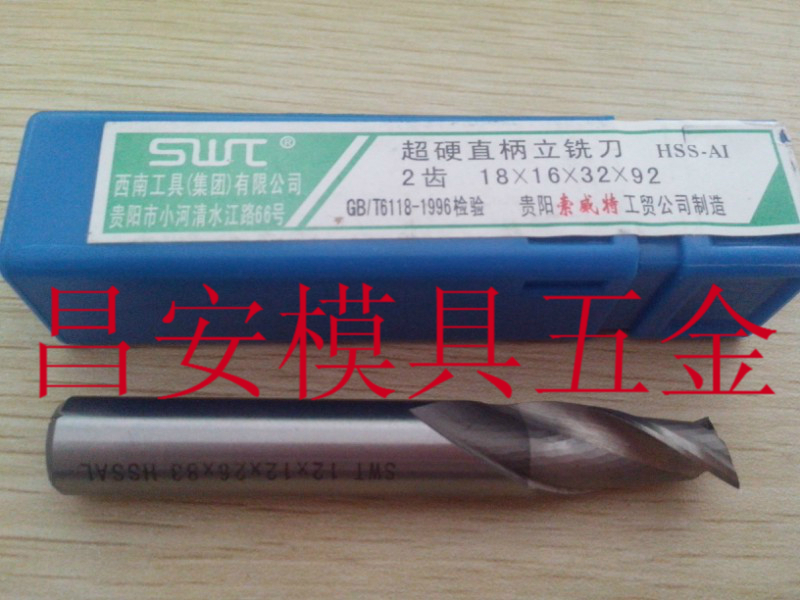 SWT®
西南工具(集团)有限公司
贵阳市小河清水江路66号
超硬直柄立铣刀 HSS-AI
2齿 18×16×32×92
GB/T6118-1996检验 贵阳索威特工贸公司制造
昌安模具五金
SWT 12×12×26×83 HSSAL